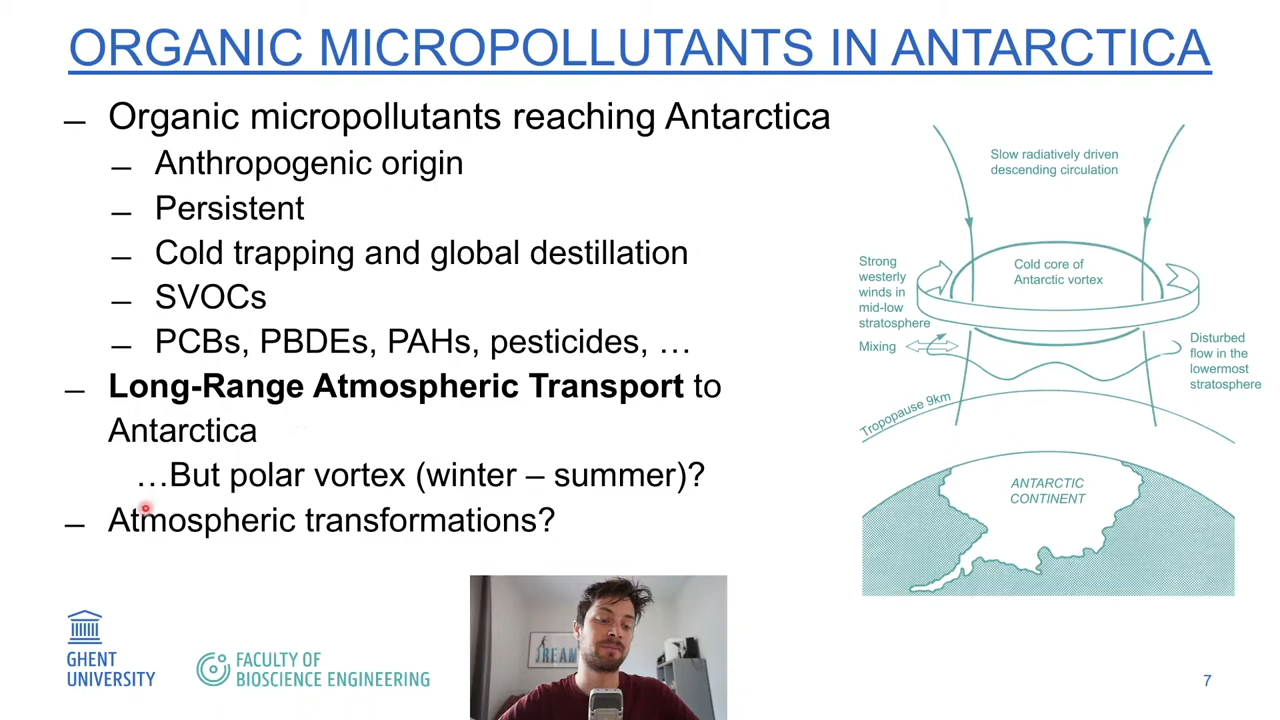 ORGANIC MICROPOLLUTANTS IN ANTARCTICA
– Organic micropollutants reaching Antarctica
– Anthropogenic origin
– Persistent
– Cold trapping and global destillation
– SVOCs
– PCBs, PBDEs, PAHs, pesticides, …
– Long-Range Atmospheric Transport to
Antarctica
…But polar vortex (winter – summer)?
– Atmospheric transformations?
Slow radiatively driven
descending circulation
Cold core of
Antarctic vortex
Strong
westerly
winds in
mid-low
stratosphere
Mixing
Disturbed
flow in the
lowermost
stratosphere
Tropopause 9km
ANTARCTIC
CONTINENT
DREAM
GHENT
UNIVERSITY
FACULTY OF
BIOSCIENCE ENGINEERING
7